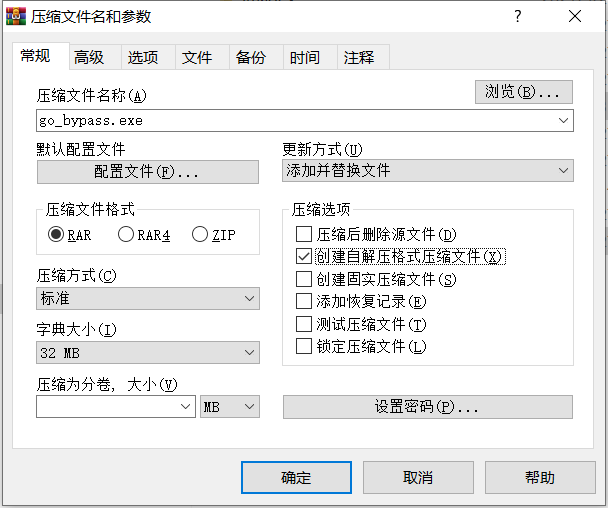 压缩文件名和参数
常规 高级 选项 文件 备份 时间 注释
压缩文件名称(A)
浏览(B)...
go_bypass.exe
默认配置文件
配置文件(F)...
更新方式(U)
添加并替换文件
压缩文件格式
RAR RAR4 ZIP
压缩方式(C)
标准
字典大小(I)
32 MB
压缩为分卷, 大小(V)
MB
压缩选项
压缩后删除源文件(D)
创建自解压格式压缩文件(X)
创建固实压缩文件(S)
添加恢复记录(E)
测试压缩文件(T)
锁定压缩文件(L)
设置密码(P)...
确定 取消 帮助